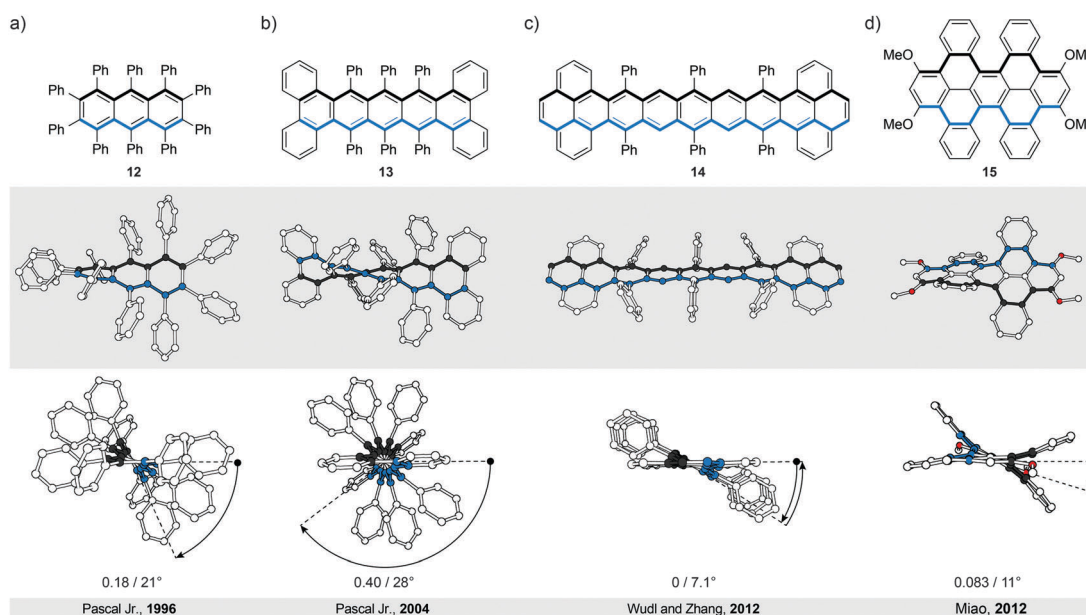 a) b) c) d)
Ph Ph Ph
Ph Ph
Ph Ph
Ph Ph Ph
12
Ph Ph Ph
Ph Ph Ph
13
Ph Ph Ph
Ph Ph Ph
14
MeO OM
MeO OM
15
0.18 / 21° 0.40 / 28° 0 / 7.1° 0.083 / 11°
Pascal Jr., 1996 Pascal Jr., 2004 Wudl and Zhang, 2012 Miao, 2012